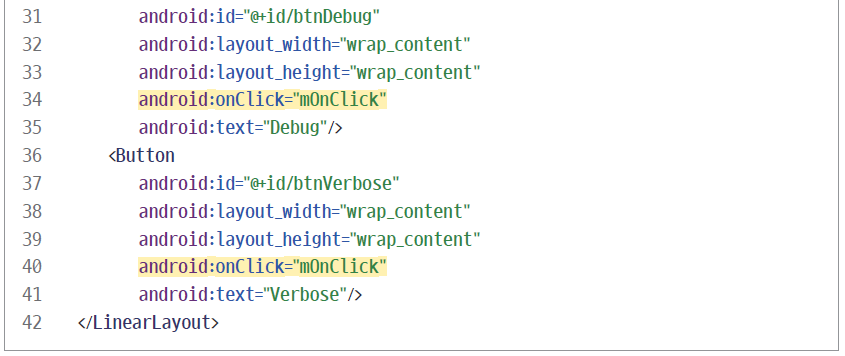 31 android:id="@+id/btnDebug"
32 android:layout_width="wrap_content"
33 android:layout_height="wrap_content"
34 android:onClick="mOnClick"
35 android:text="Debug"/>
36 <Button
37 android:id="@+id/btnVerbose"
38 android:layout_width="wrap_content"
39 android:layout_height="wrap_content"
40 android:onClick="mOnClick"
41 android:text="Verbose"/>
42 </LinearLayout>